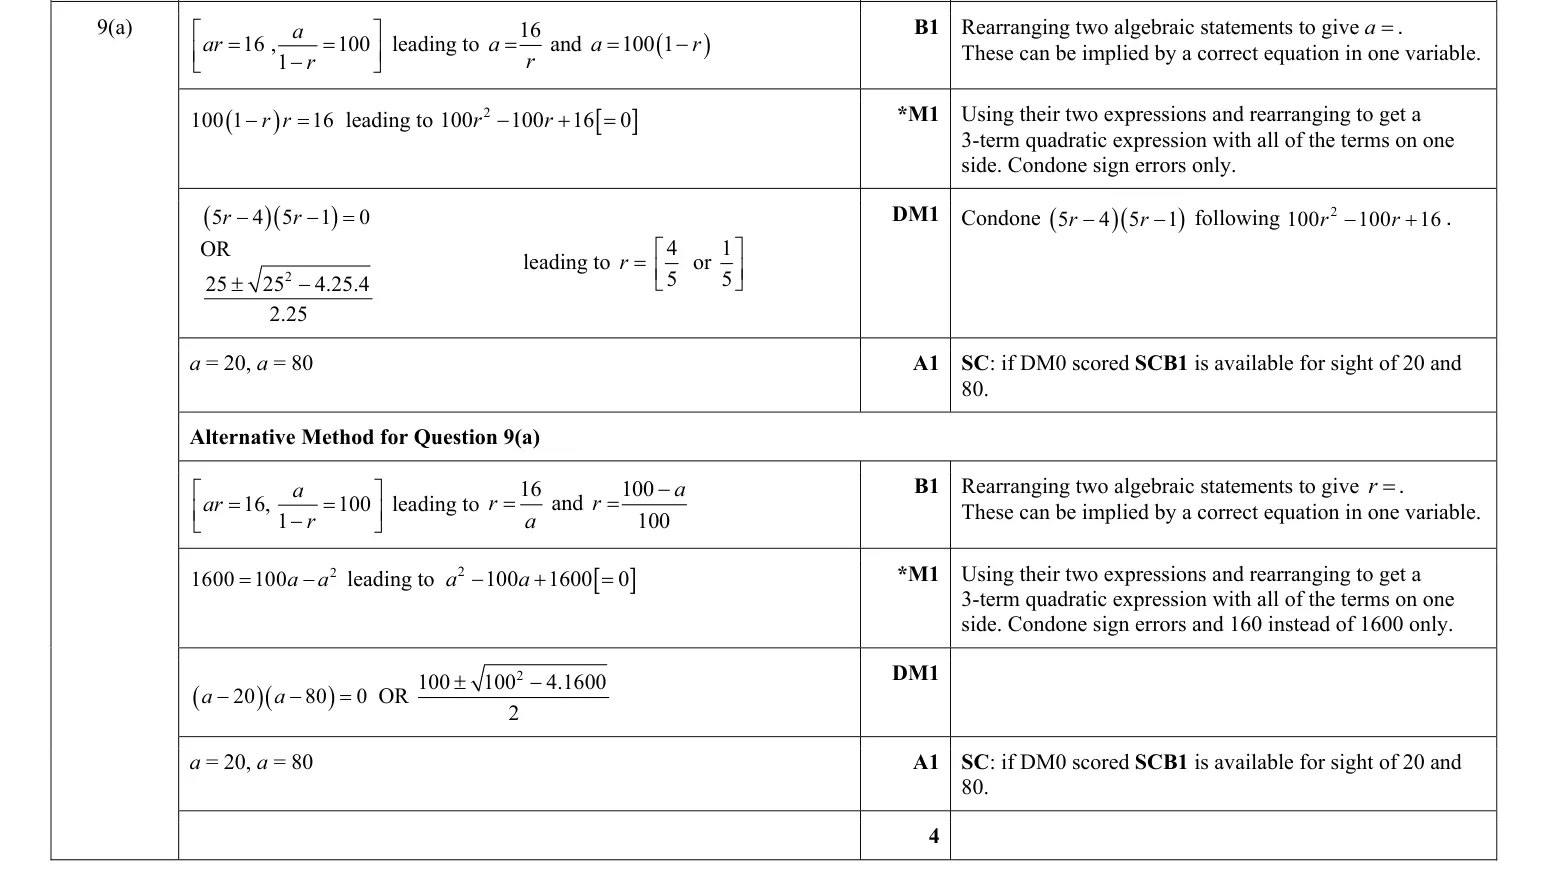 9(a)
[ar = 16 , a/(1 − r) = 100] leading to a = 16/r and a = 100(1 − r)
B1
Rearranging two algebraic statements to give a = .
These can be implied by a correct equation in one variable.
100(1 − r)r = 16 leading to 100r² − 100r + 16[= 0]
*M1
Using their two expressions and rearranging to get a
3-term quadratic expression with all of the terms on one
side. Condone sign errors only.
(5r − 4)(5r − 1) = 0
OR
(25 ± √(25² − 4.25.4))/2.25
leading to r = [4/5 or 1/5]
DM1
Condone (5r − 4)(5r − 1) following 100r² − 100r + 16 .
a = 20, a = 80
A1
SC: if DM0 scored SCB1 is available for sight of 20 and
80.
Alternative Method for Question 9(a)
[ar = 16, a/(1 − r) = 100] leading to r = 16/a and r = (100 − a)/100
B1
Rearranging two algebraic statements to give r = .
These can be implied by a correct equation in one variable.
1600 = 100a − a² leading to a² − 100a + 1600[= 0]
*M1
Using their two expressions and rearranging to get a
3-term quadratic expression with all of the terms on one
side. Condone sign errors and 160 instead of 1600 only.
(a − 20)(a − 80) = 0 OR (100 ± √(100² − 4.1600))/2
DM1
a = 20, a = 80
A1
SC: if DM0 scored SCB1 is available for sight of 20 and
80.
4